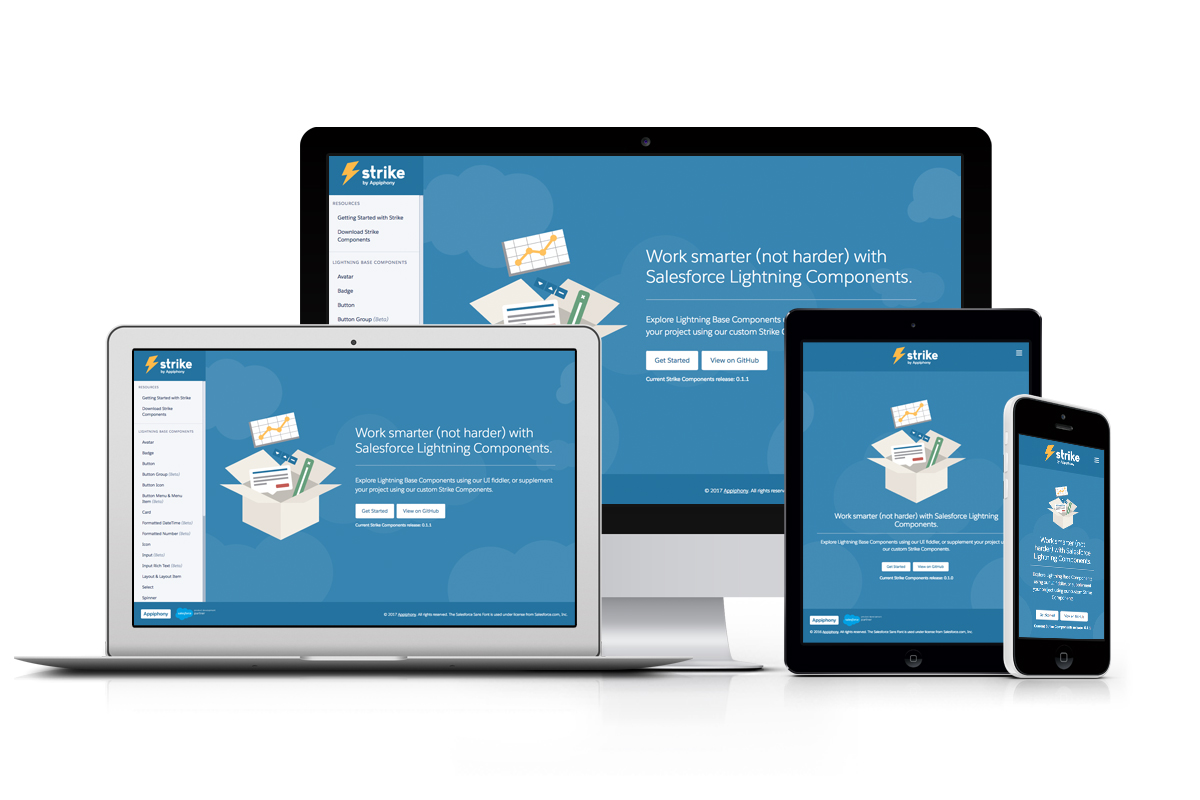 strike
by Appiphony
RESOURCES
Getting Started with Strike
Download Strike
Components
LIGHTNING BASE COMPONENTS
Avatar
Badge
Button
Button Group (Beta)
Work smarter (not harder) with
Salesforce Lightning Components.
Explore Lightning Base Components
your project using our custom Strike
Get Started
View on GitHub
Current Strike Components release: 0.1.1
© 2017 Appiphony. All rights
strike
by Appiphony
RESOURCES
Getting Started with Strike
Download Strike
Components
LIGHTNING BASE COMPONENTS
Avatar
Badge
Button
Button Group (Beta)
Button Icon
Button Menu & Menu
Item (Beta)
Card
Formatted DateTime (Beta)
Formatted Number (Beta)
Icon
Input (Beta)
Input Rich Text (Beta)
Layout & Layout Item
Select
Spinner
Work smarter (not harder) with
Salesforce Lightning Components.
Explore Lightning Base Components using our UI fiddler, or supplement
your project using our custom Strike Components.
Get Started
View on GitHub
Current Strike Components release: 0.1.1
Appiphony
salesforce
partner
© 2017 Appiphony. All rights reserved. The Salesforce Sans Font is used under license from Salesforce.com, Inc.
strike
by Appiphony
Work smarter (not harder) with Salesforce Lightning
Components.
Explore Lightning Base Components using our UI fiddler, or supplement your project using
our custom Strike Components.
Get Started
View on GitHub
Current Strike Components release: 0.1.0
Appiphony
salesforce
© 2016 Appiphony. All rights reserved. The Salesforce Sans Font is used under license from Salesforce.com, Inc.
strike
by Appiphony
Work smarter (not
harder) with Salesforce
Lightning Components.
Explore Lightning Base Components
using our UI fiddler, or supplement
your project using our custom Strike
Components.
Get Started
View on GitHub
Current Strike Components release: 0.1.1